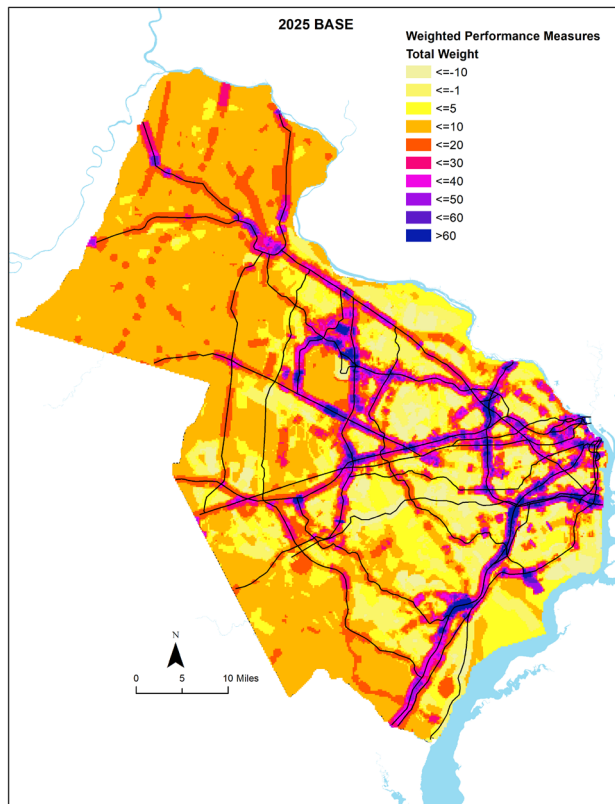 2025 BASE
Weighted Performance Measures
Total Weight
<=-10
<=-1
<=5
<=10
<=20
<=30
<=40
<=50
<=60
>60
N
0 5 10 Miles